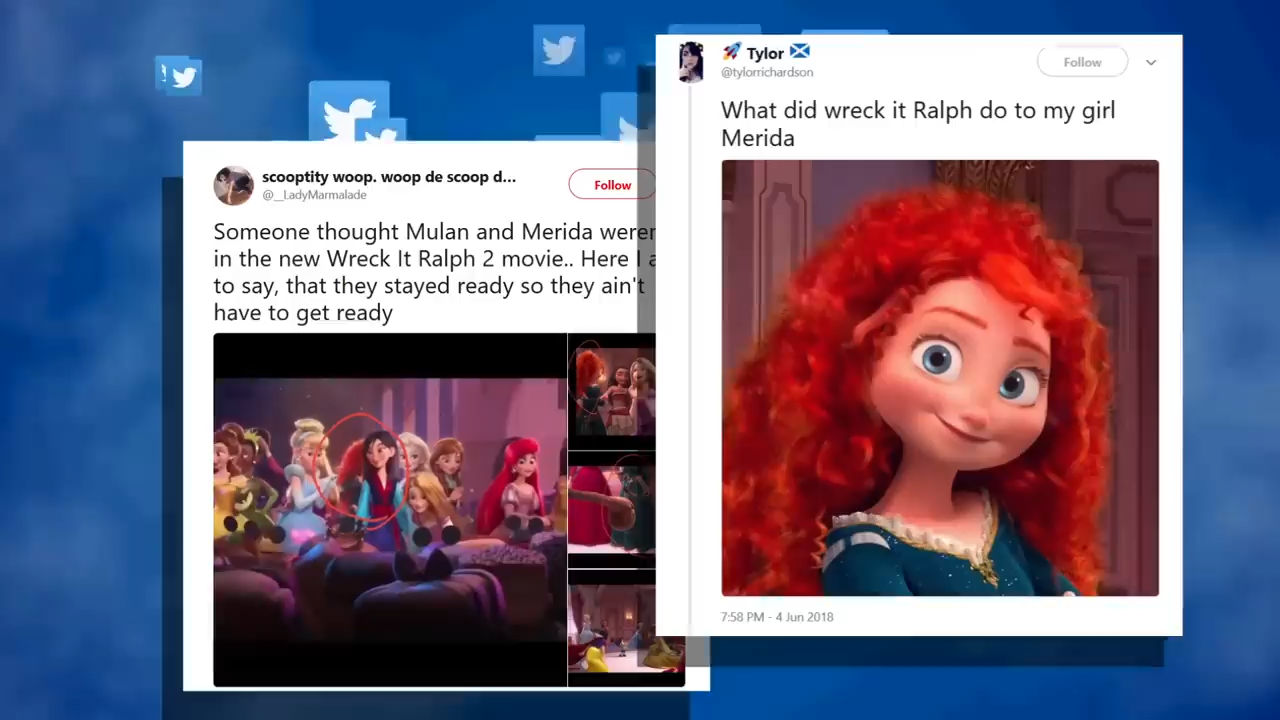 scooptity woop. woop de scoop d...
@__LadyMarmalade
Follow
Someone thought Mulan and Merida weren
in the new Wreck It Ralph 2 movie.. Here I a
to say, that they stayed ready so they ain't
have to get ready
Tylor
@tylorrichardson
Follow
What did wreck it Ralph do to my girl
Merida
7:58 PM - 4 Jun 2018